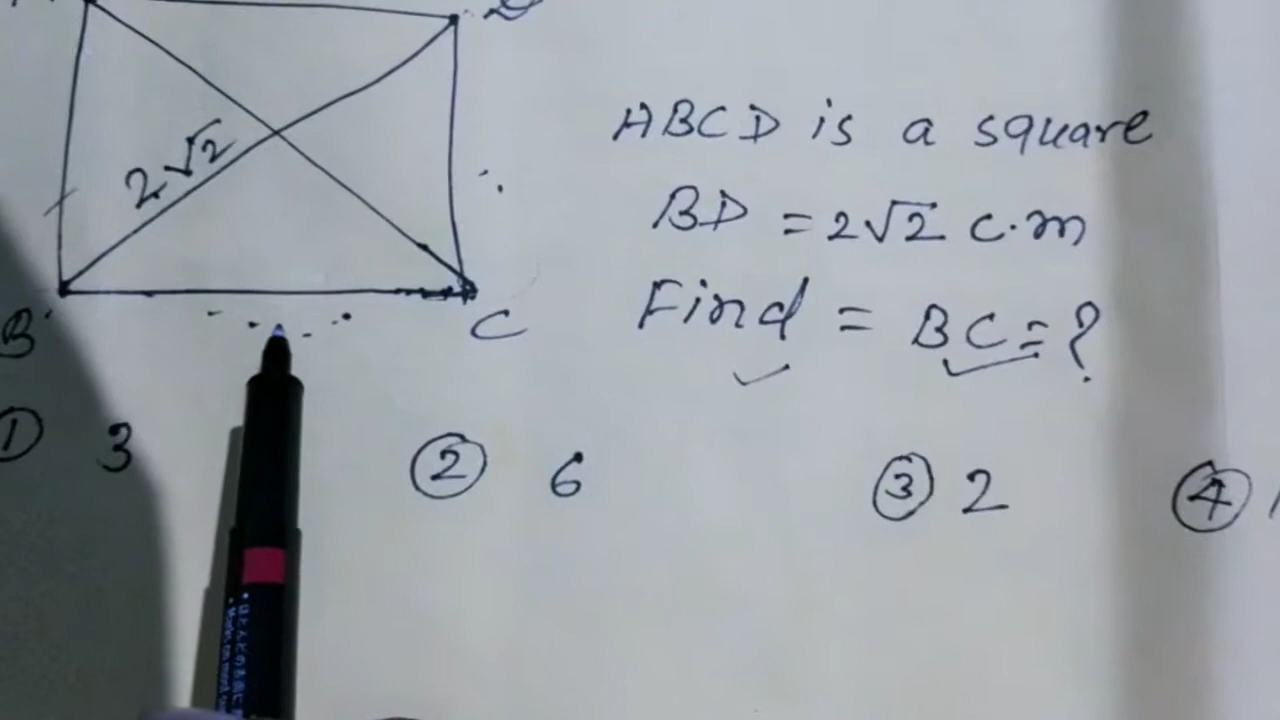 2√2
ABCD is a square
BD = 2√2 c.m
Find = BC = ?
B
C
① 3
② 6
③ 2
④